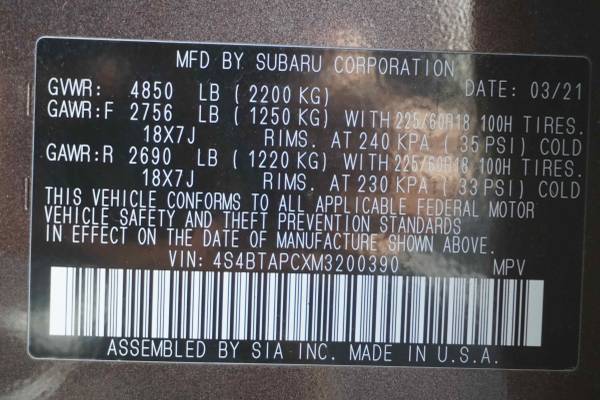 MFD BY SUBARU CORPORATION
GVWR: 4850 LB (2200 KG) DATE: 03/21
GAWR:F 2756 LB (1250 KG) WITH 225/60R18 100H TIRES.
18X7J RIMS. AT 240 KPA (35 PSI) COLD
GAWR:R 2690 LB (1220 KG) WITH 225/60R18 100H TIRES.
18X7J RIMS. AT 230 KPA (33 PSI) COLD
THIS VEHICLE CONFORMS TO ALL APPLICABLE FEDERAL MOTOR
VEHICLE SAFETY AND THEFT PREVENTION STANDARDS
IN EFFECT ON THE DATE OF MANUFACTURE SHOWN ABOVE.
VIN: 4S4BTAPCXM3200390 MPV
ASSEMBLED BY SIA INC. MADE IN U.S.A.